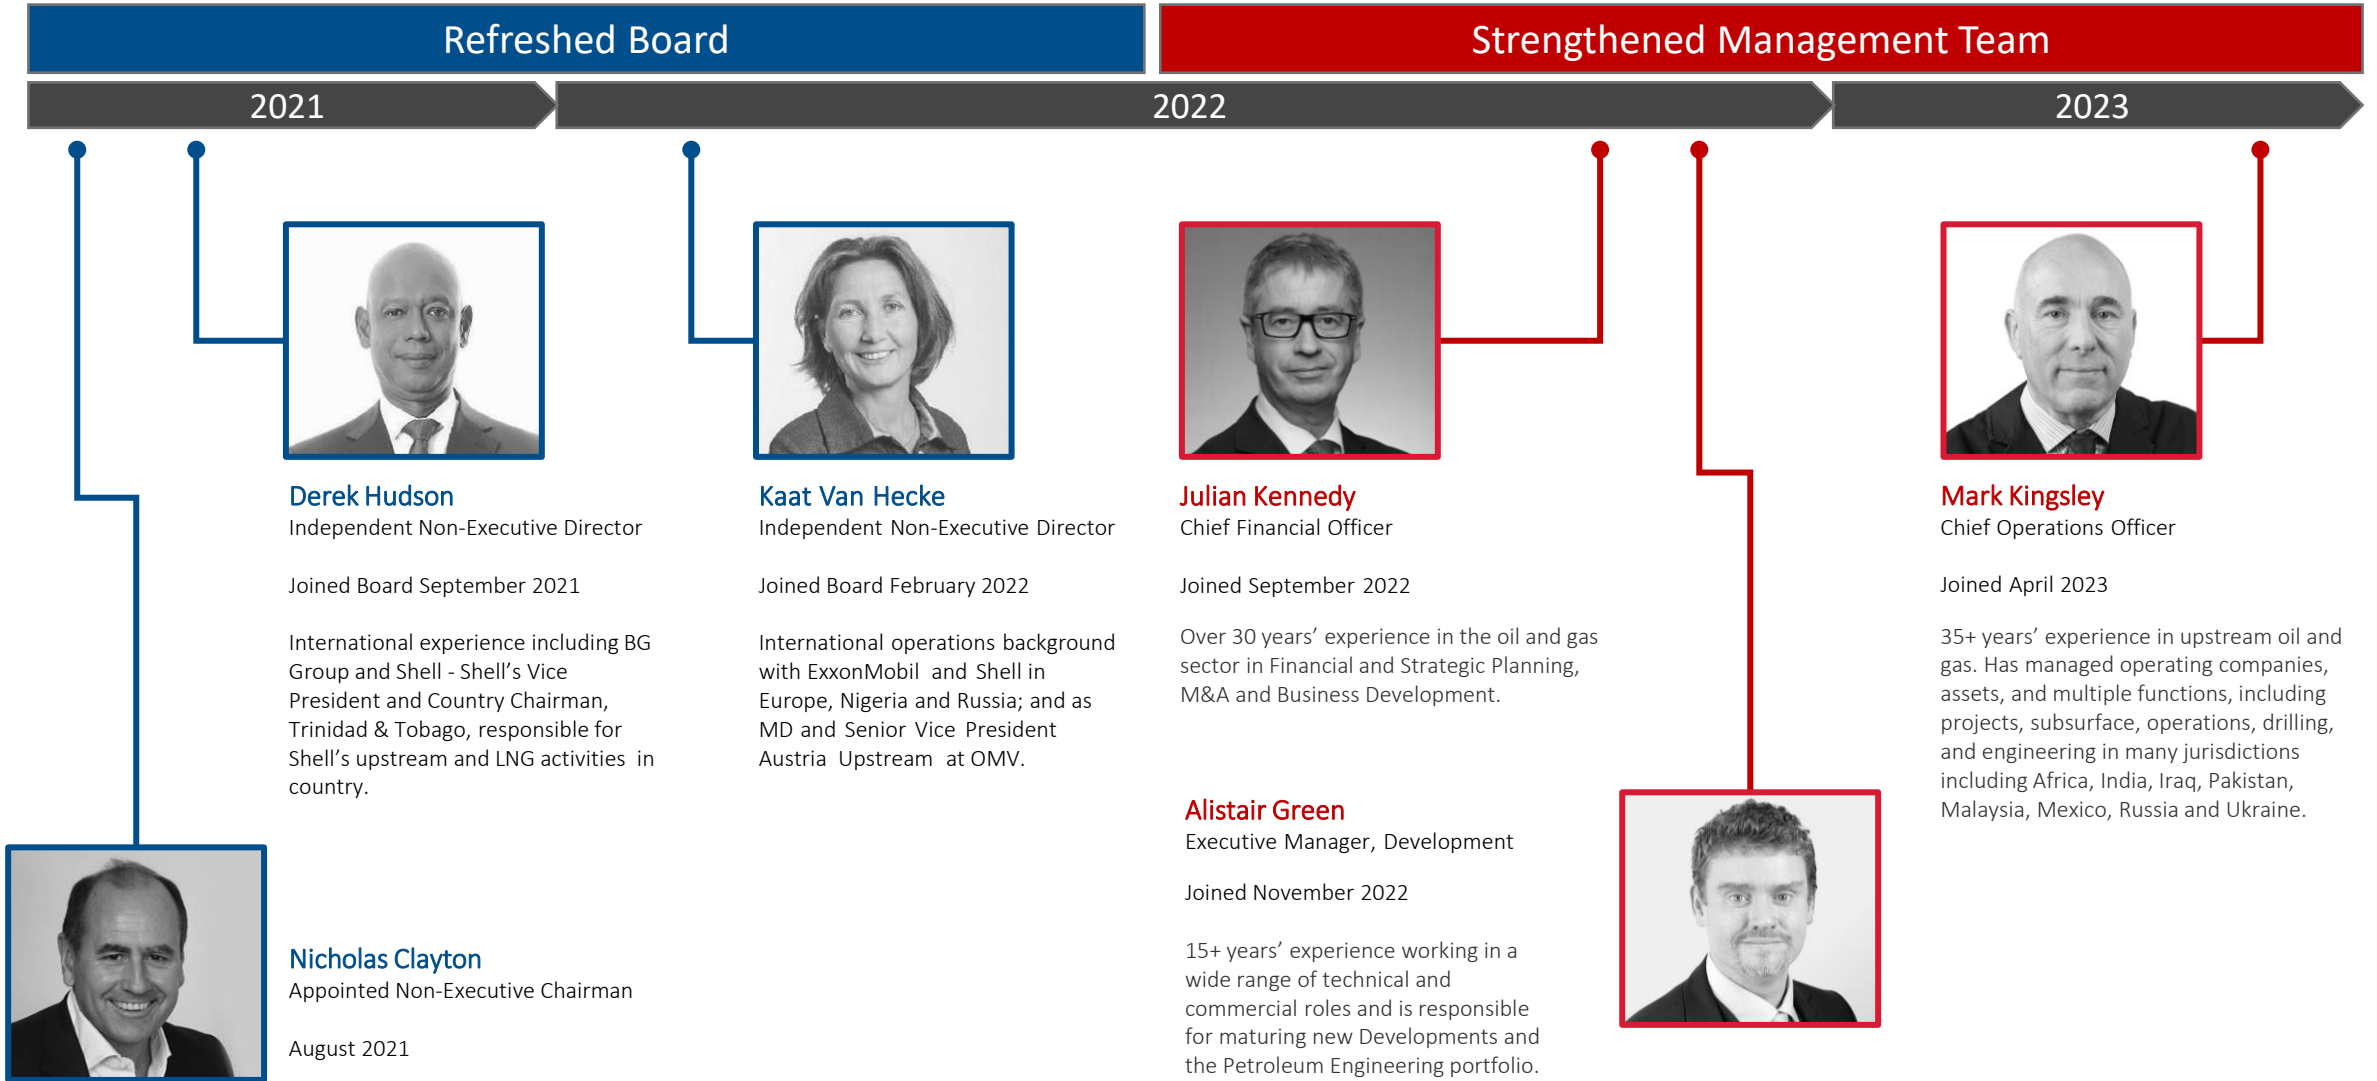 Refreshed Board
Strengthened Management Team
2021
2022
2023
Derek Hudson
Independent Non-Executive Director
Joined Board September 2021
International experience including BG
Group and Shell - Shell’s Vice
President and Country Chairman,
Trinidad & Tobago, responsible for
Shell’s upstream and LNG activities in
country.
Nicholas Clayton
Appointed Non-Executive Chairman
August 2021
Kaat Van Hecke
Independent Non-Executive Director
Joined Board February 2022
International operations background
with ExxonMobil and Shell in
Europe, Nigeria and Russia; and as
MD and Senior Vice President
Austria Upstream at OMV.
Julian Kennedy
Chief Financial Officer
Joined September 2022
Over 30 years’ experience in the oil and gas
sector in Financial and Strategic Planning,
M&A and Business Development.
Alistair Green
Executive Manager, Development
Joined November 2022
15+ years’ experience working in a
wide range of technical and
commercial roles and is responsible
for maturing new Developments and
the Petroleum Engineering portfolio.
Mark Kingsley
Chief Operations Officer
Joined April 2023
35+ years’ experience in upstream oil and
gas. Has managed operating companies,
assets, and multiple functions, including
projects, subsurface, operations, drilling,
and engineering in many jurisdictions
including Africa, India, Iraq, Pakistan,
Malaysia, Mexico, Russia and Ukraine.